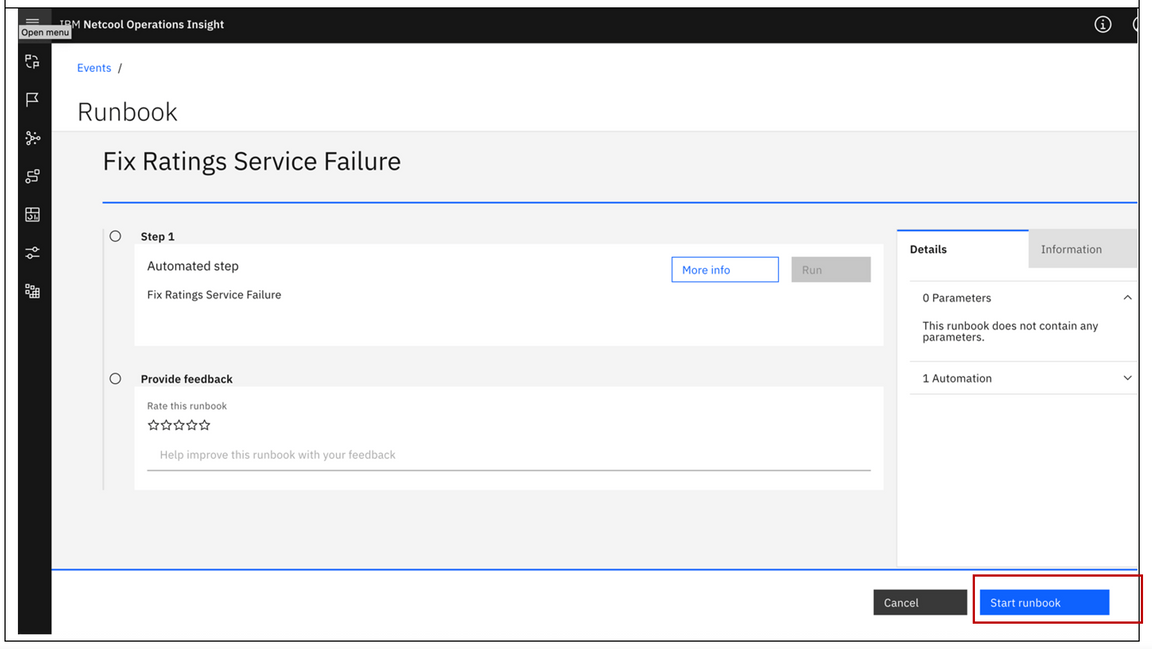 IBM Netcool Operations Insight
Open menu
Events /
Runbook
Fix Ratings Service Failure
Step 1
Automated step
More info
Run
Fix Ratings Service Failure
Provide feedback
Rate this runbook
Help improve this runbook with your feedback
Details
Information
0 Parameters
This runbook does not contain any
parameters.
1 Automation
Cancel
Start runbook